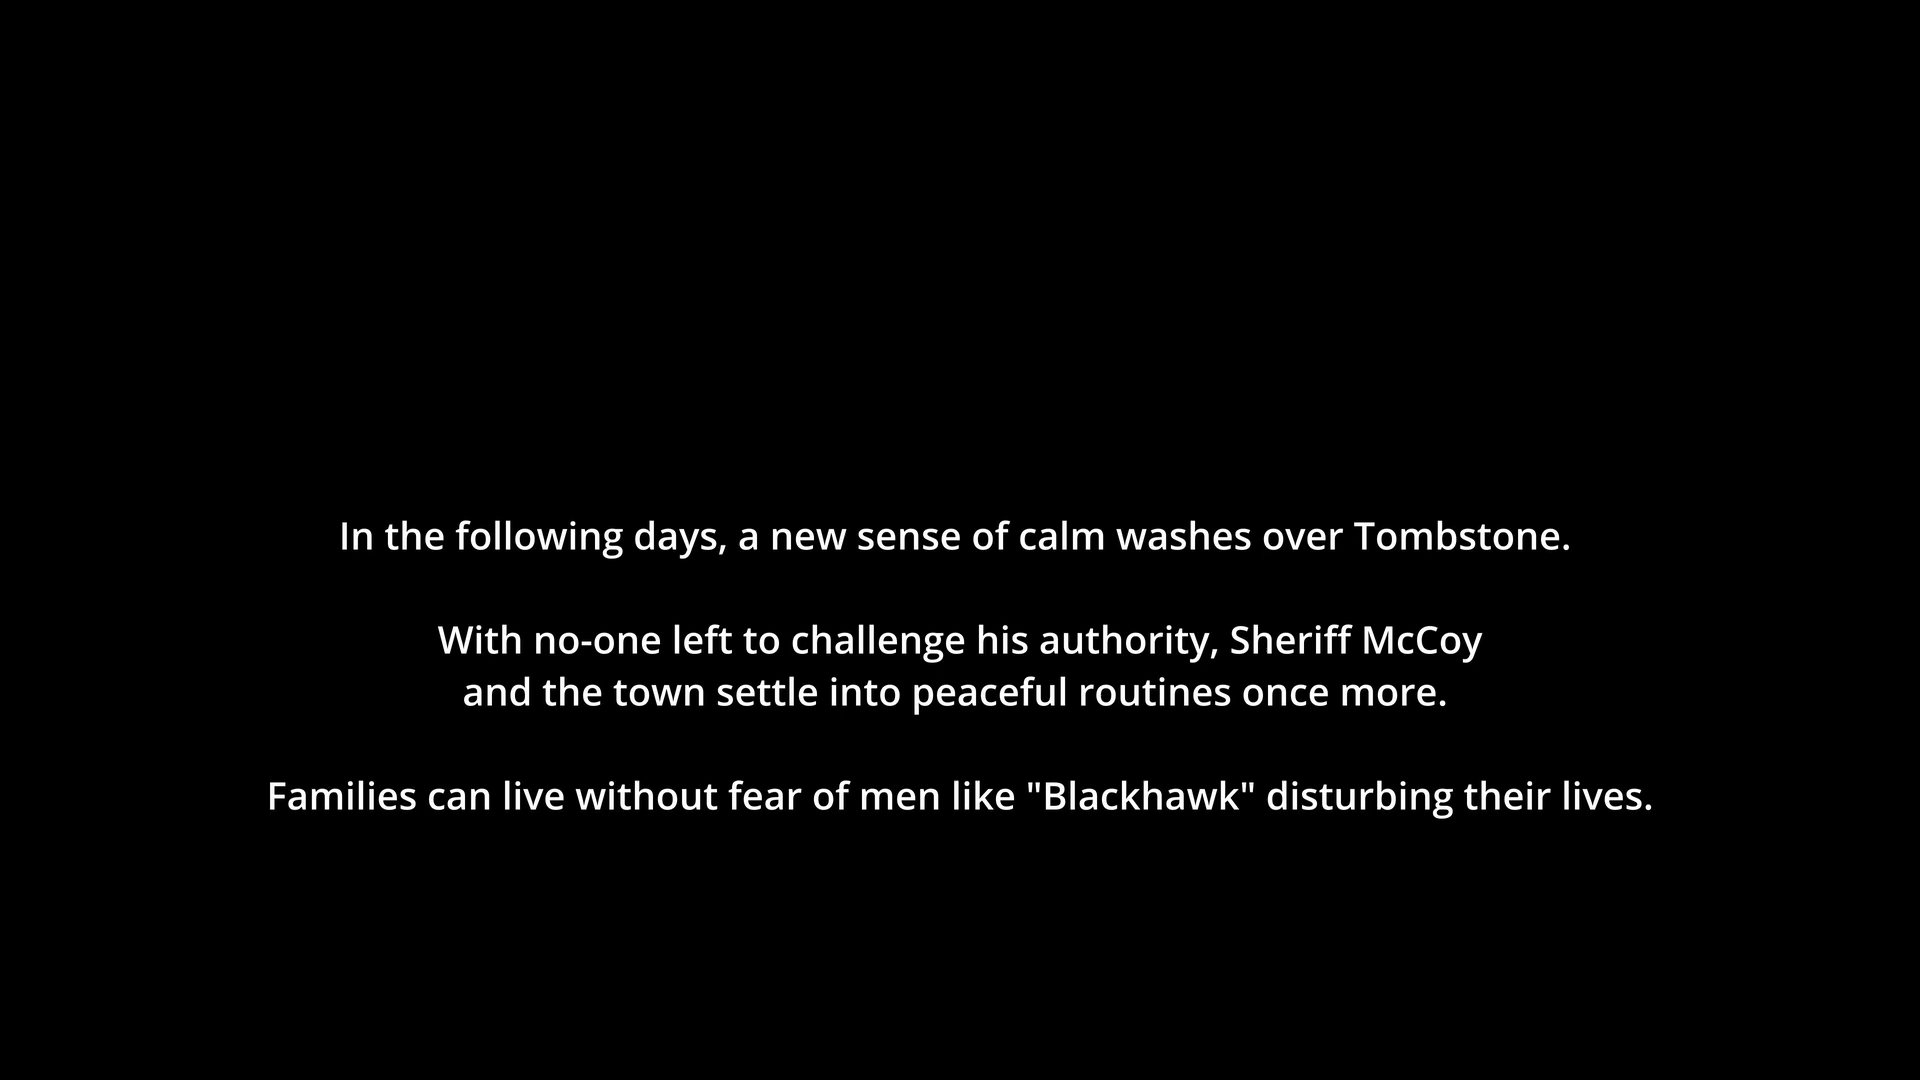 In the following days, a new sense of calm washes over Tombstone.
With no-one left to challenge his authority, Sheriff McCoy
and the town settle into peaceful routines once more.
Families can live without fear of men like "Blackhawk" disturbing their lives.